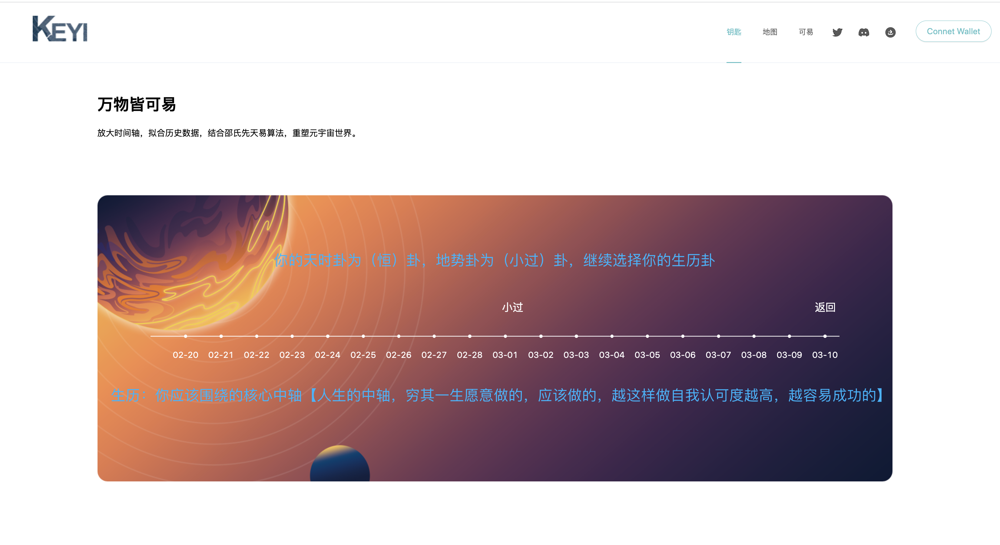 KEYI
钥匙 地图 可易 Connet Wallet
万物皆可易
放大时间轴，拟合历史数据，结合邵氏先天易算法，重塑元宇宙世界。
你的天时卦为（恒）卦，地势卦为（小过）卦，继续选择你的生历卦
小过 返回
02-20 02-21 02-22 02-23 02-24 02-25 02-26 02-27 02-28 03-01 03-02 03-03 03-04 03-05 03-06 03-07 03-08 03-09 03-10
生历：你应该围绕的核心中轴【人生的中轴，穷其一生愿意做的，应该做的，越这样做自我认可度越高，越容易成功的】